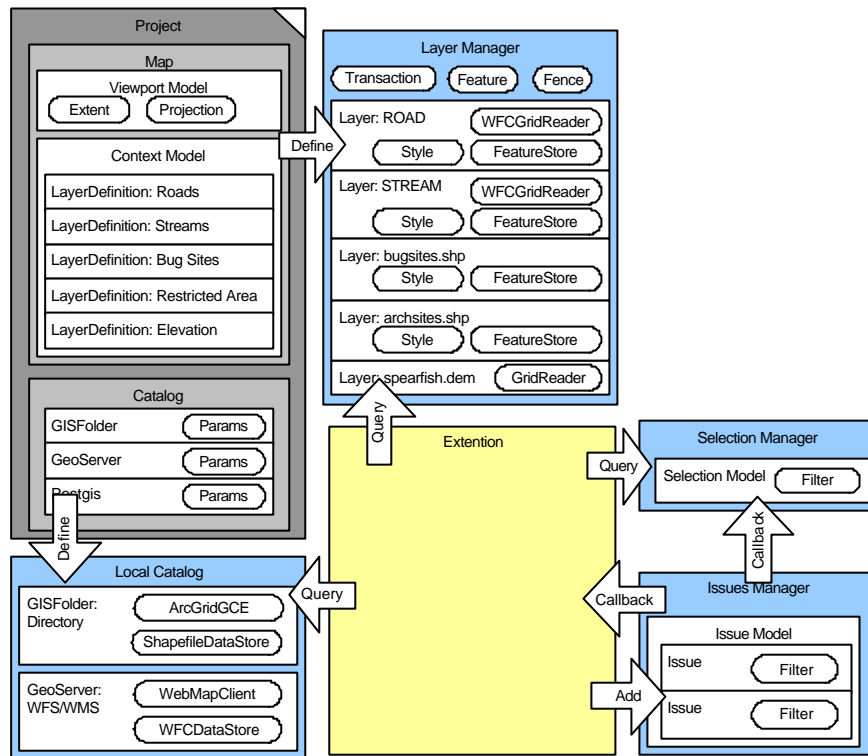 Project
Map
Viewport Model
Extent
Projection
Context Model
LayerDefinition: Roads
LayerDefinition: Streams
LayerDefinition: Bug Sites
LayerDefinition: Restricted Area
LayerDefinition: Elevation
Catalog
GISFolder
Params
GeoServer
Params
Postgis
Params
Define
Define
Layer Manager
Transaction
Feature
Fence
Layer: ROAD
WFCGridReader
Style
FeatureStore
Layer: STREAM
WFCGridReader
Style
FeatureStore
Layer: bugsites.shp
Style
FeatureStore
Layer: archsites.shp
Style
FeatureStore
Layer: spearfish.dem
GridReader
Query
Extention
Query
Selection Manager
Selection Model
Filter
Callback
Local Catalog
GISFolder:
Directory
ArcGridGCE
ShapefileDataStore
GeoServer:
WFS/WMS
WebMapClient
WFCDataStore
Query
Callback
Issues Manager
Issue Model
Issue
Filter
Issue
Filter
Add